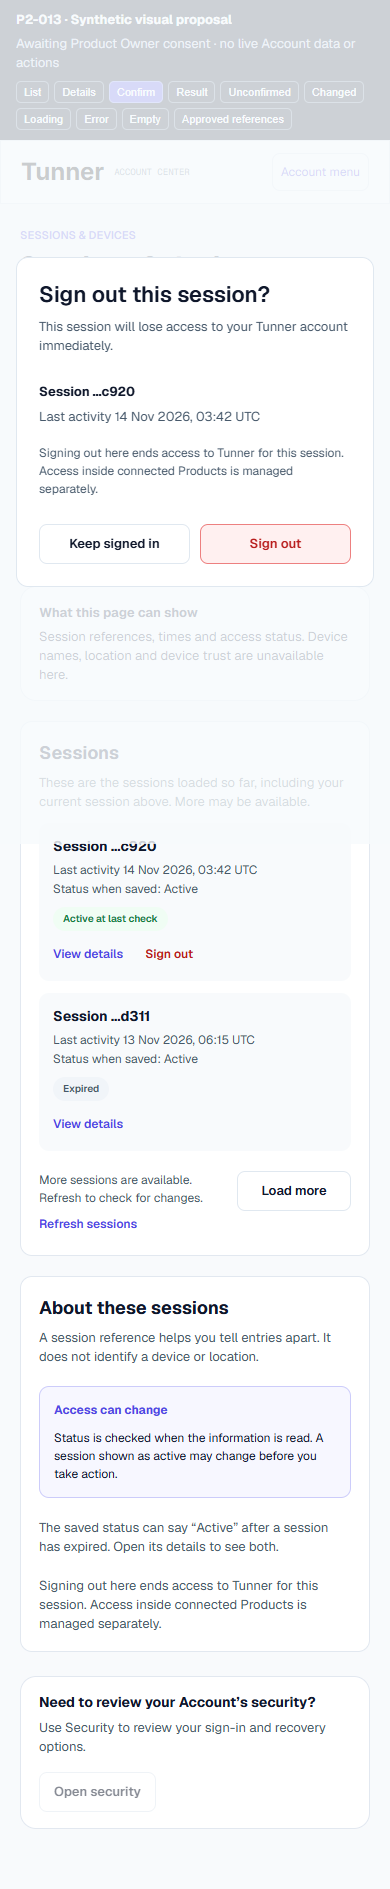 P2-013 · Synthetic visual proposal
Awaiting Product Owner consent · no live Account data or
actions
List Details Confirm Result Unconfirmed Changed
Loading Error Empty Approved references
Tunner ACCOUNT CENTER Account menu
SESSIONS & DEVICES
Sign out this session?
This session will lose access to your Tunner account
immediately.
Session …c920
Last activity 14 Nov 2026, 03:42 UTC
Signing out here ends access to Tunner for this session.
Access inside connected Products is managed
separately.
Keep signed in Sign out
What this page can show
Session references, times and access status. Device
names, location and device trust are unavailable
here.
Sessions
These are the sessions loaded so far, including your
current session above. More may be available.
Session …c920
Last activity 14 Nov 2026, 03:42 UTC
Status when saved: Active
Active at last check
View details Sign out
Session …d311
Last activity 13 Nov 2026, 06:15 UTC
Status when saved: Active
Expired
View details
More sessions are available.
Refresh to check for changes.
Load more
Refresh sessions
About these sessions
A session reference helps you tell entries apart. It
does not identify a device or location.
Access can change
Status is checked when the information is read. A
session shown as active may change before you
take action.
The saved status can say “Active” after a session
has expired. Open its details to see both.
Signing out here ends access to Tunner for this
session. Access inside connected Products is
managed separately.
Need to review your Account’s security?
Use Security to review your sign-in and recovery
options.
Open security